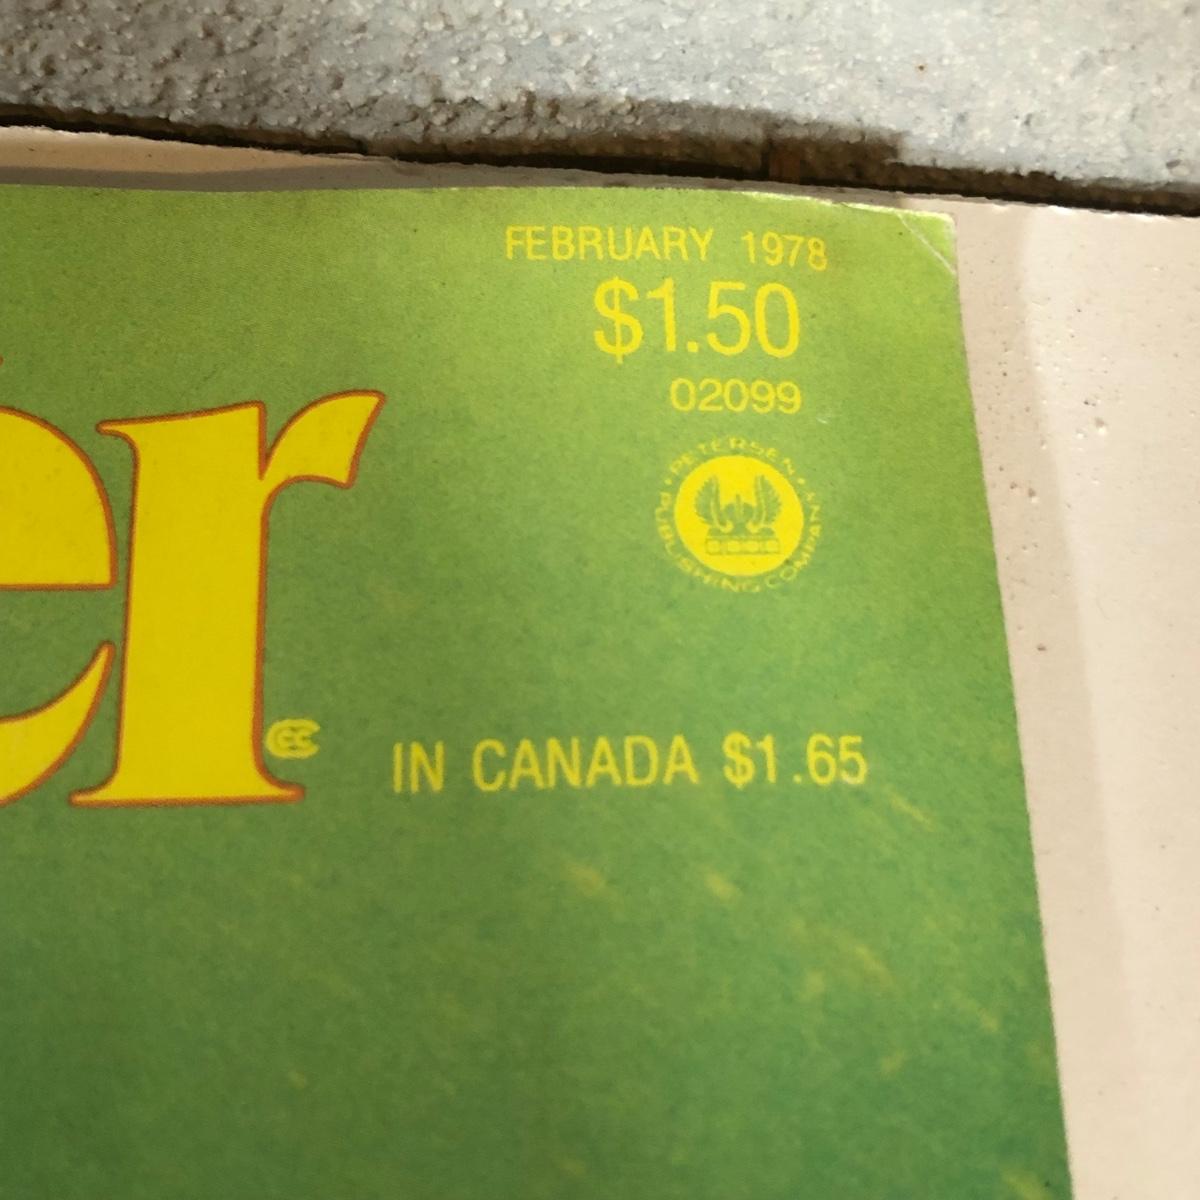 FEBRUARY 1978
$1.50
02099
• PETERSEN •
PUBLISHING COMPANY
er
IN CANADA $1.65